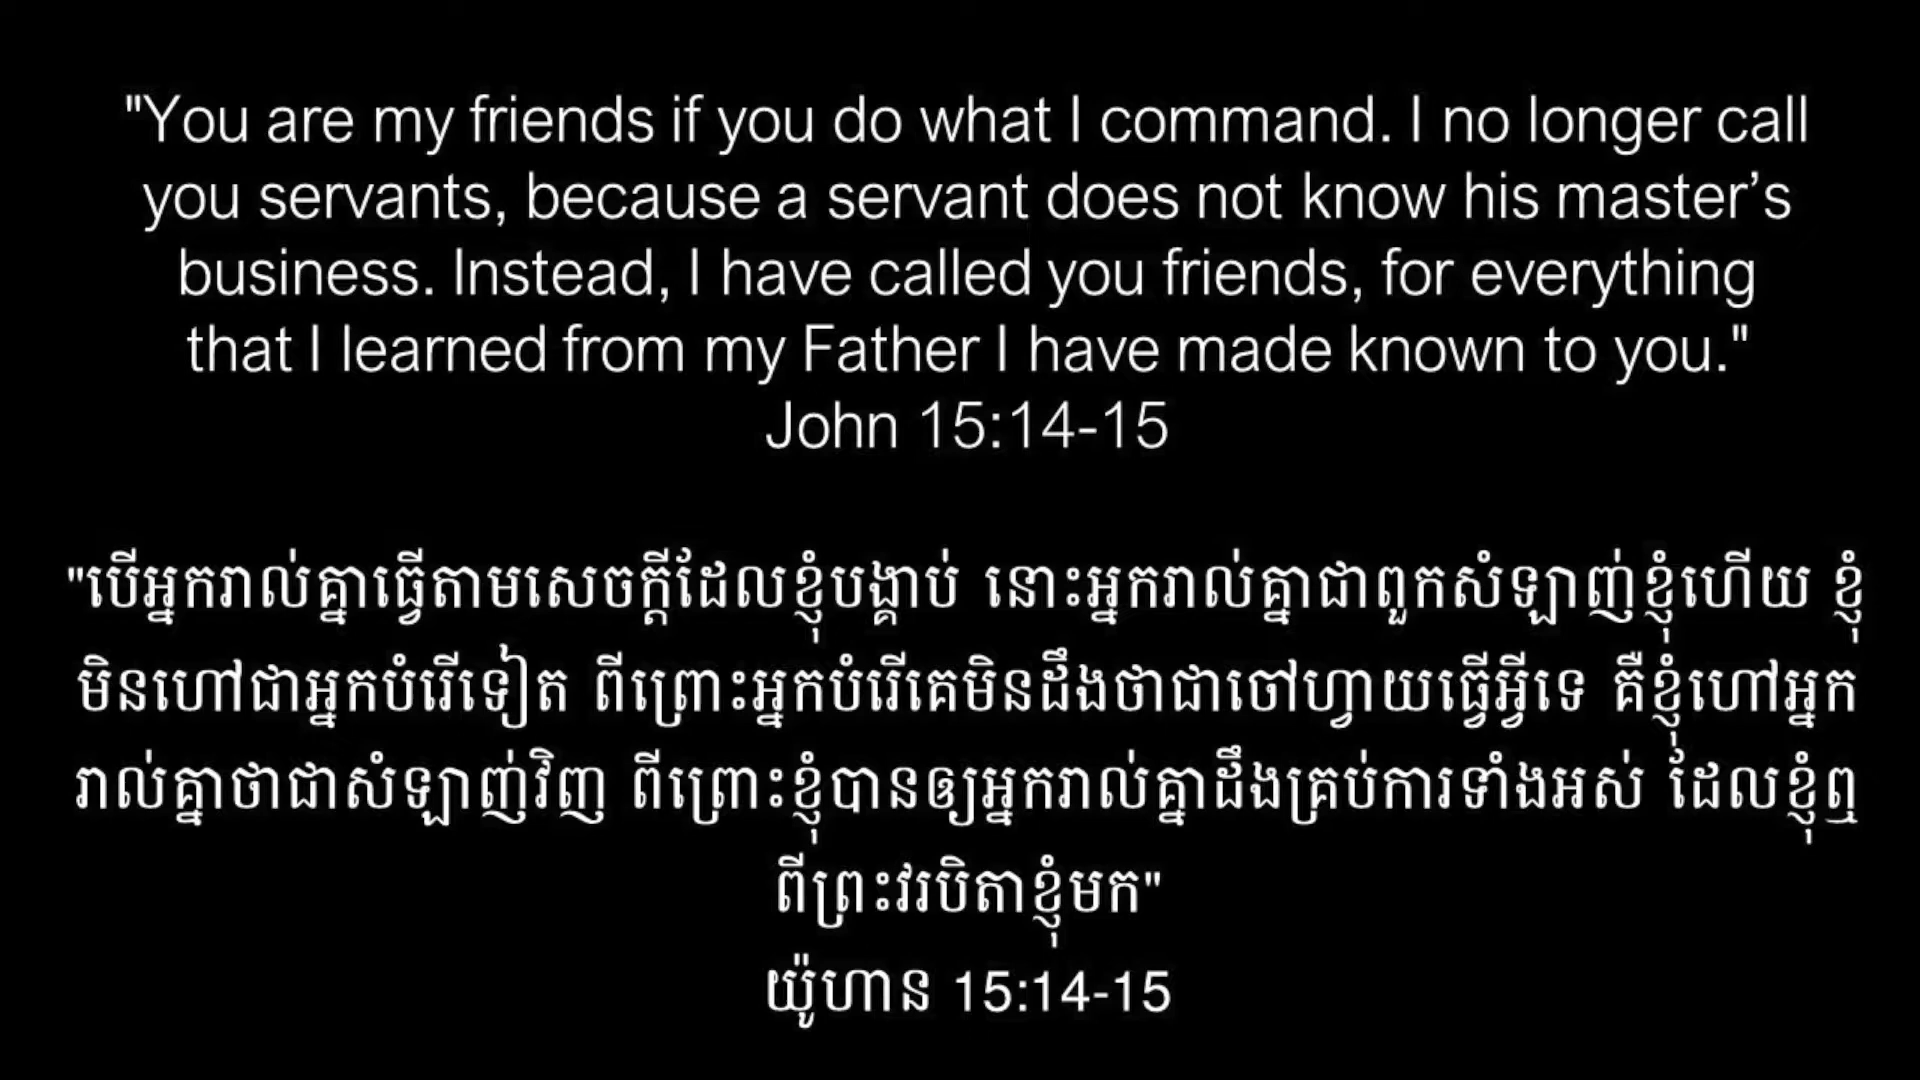 "You are my friends if you do what I command. I no longer call
you servants, because a servant does not know his master’s
business. Instead, I have called you friends, for everything
that I learned from my Father I have made known to you."
John 15:14-15
"បើអ្នករាល់គ្នាធ្វើតាមសេចក្តីដែលខ្ញុំបង្គាប់ នោះអ្នករាល់គ្នាជាពួកសំឡាញ់ខ្ញុំហើយ ខ្ញុំ
មិនហៅជាអ្នកបំរើទៀត ពីព្រោះអ្នកបំរើគេមិនដឹងថាជាចៅហ្វាយធ្វើអ្វីទេ គឺខ្ញុំហៅអ្នក
រាល់គ្នាថាជាសំឡាញ់វិញ ពីព្រោះខ្ញុំបានឲ្យអ្នករាល់គ្នាដឹងគ្រប់ការទាំងអស់ ដែលខ្ញុំឮ
ពីព្រះវរបិតាខ្ញុំមក"
យ៉ូហាន 15:14-15